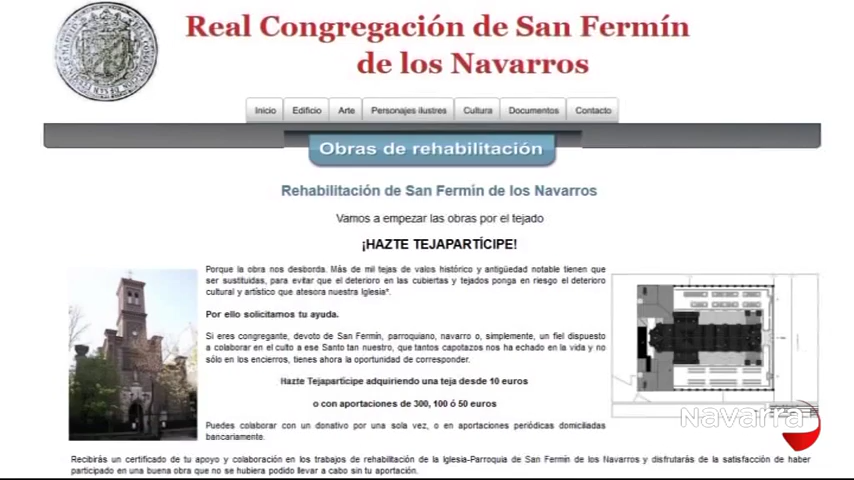 Real Congregación de San Fermín
de los Navarros
Inicio Edificio Arte Personajes ilustres Cultura Documentos Contacto
Obras de rehabilitación
Rehabilitación de San Fermín de los Navarros
Vamos a empezar las obras por el tejado
¡HAZTE TEJAPARTÍCIPE!
Porque la obra nos desborda. Más de mil tejas de valos histórico y antigüedad notable tienen que
ser sustituidas, para evitar que el deterioro en las cubiertas y tejados ponga en riesgo el deterioro
cultural y artístico que atesora nuestra Iglesia*.
Por ello solicitamos tu ayuda.
Si eres congregante, devoto de San Fermín, parroquiano, navarro o, simplemente, un fiel dispuesto
a colaborar en el culto a ese Santo tan nuestro, que tantos capotazos nos ha echado en la vida y no
sólo en los encierros, tienes ahora la oportunidad de corresponder.
Hazte Tejapartícipe adquiriendo una teja desde 10 euros
o con aportaciones de 300, 100 ó 50 euros
Puedes colaborar con un donativo por una sola vez, o en aportaciones periódicas domiciliadas
bancariamente.
Navarra
Recibirás un certificado de tu apoyo y colaboración en los trabajos de rehabilitación de la Iglesia-Parroquia de San Fermín de los Navarros y disfrutarás de la satisfacción de haber
participado en una buena obra que no se hubiera podido llevar a cabo sin tu aportación.